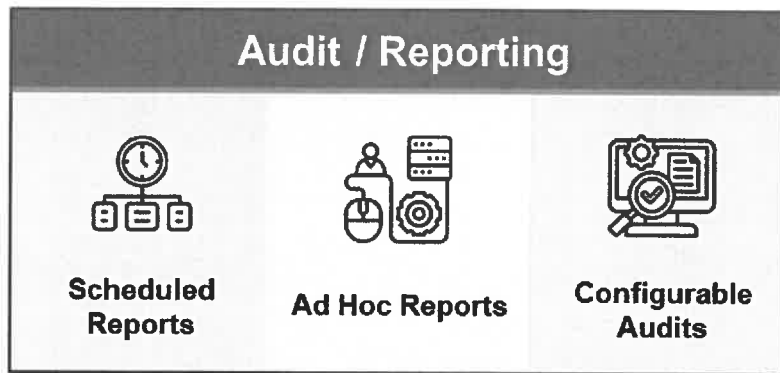 Audit / Reporting
Scheduled
Reports
Ad Hoc Reports
Configurable
Audits